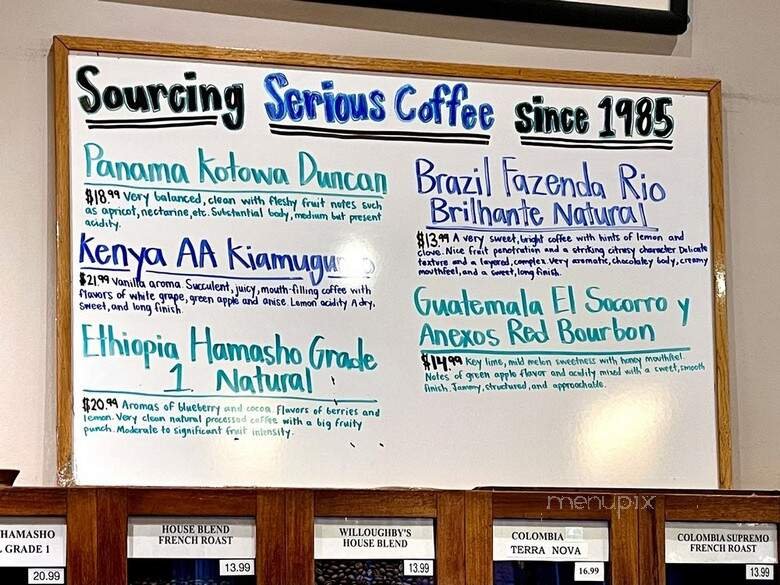 Sourcing Serious Coffee since 1985
Panama Kotowa Duncan
$18.99 Very balanced, clean with fleshy fruit notes such
as apricot, nectarine, etc. Substantial body, medium but present
acidity.
Kenya AA
$21.99 Vanilla aroma. Succulent, juicy, mouth-filling coffee with
flavors of white grape, green apple and anise. Lemon acidity. A dry,
sweet, and long finish.
Ethiopia Hamasho Grade
1 Natural
$20.99 Aromas of blueberry and cocoa. Flavors of berries and
lemon. Very clean natural processed coffee with a big fruity
punch. Moderate to significant fruit intensity.
Brazil Fazenda Rio
Brilhante Natural
$13.99 A very sweet, bright coffee with hints of lemon and
clove. Nice fruit penetration and a striking citrusy character. Delicate
texture and a layered, complex. Very aromatic, chocolatey body, creamy
mouthfeel, and a sweet, long finish.
Guatemala El Socorro y
Anexos Red Bourbon
$14.99 Key lime, mild melon sweetness with honey mouthfeel.
Notes of green apple flavor and acidity mixed with a sweet, smooth
finish. Jammy, structured, and approachable.
menupix
HAMASHO
GRADE 1
20.99
HOUSE BLEND
FRENCH ROAST
13.99
WILLOUGHBY'S
HOUSE BLEND
13.99
COLOMBIA
TERRA NOVA
16.99
COLOMBIA SUPREMO
FRENCH ROAST
13.99